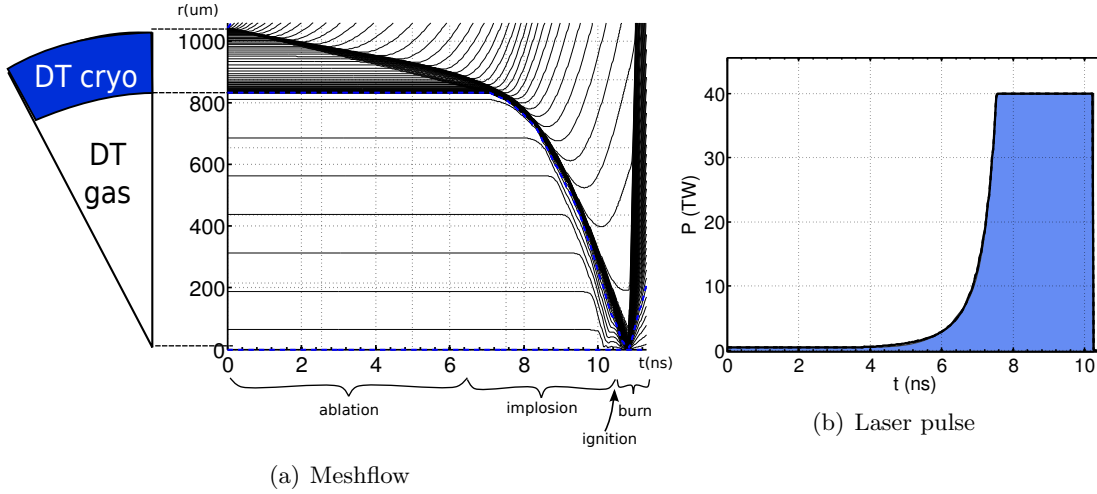 r(um)
1000
800
600
400
200
0
DT cryo
DT
gas
0 2 4 6 8 10
t(ns)
ablation
implosion
burn
ignition
(a) Meshflow
P (TW)
40
30
20
10
0
0 2 4 6 8 10
t (ns)
(b) Laser pulse